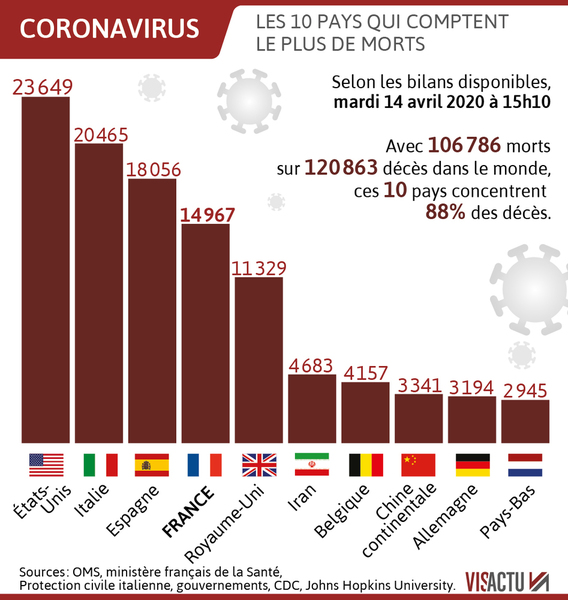 CORONAVIRUS
LES 10 PAYS QUI COMPTENT
LE PLUS DE MORTS
Selon les bilans disponibles,
mardi 14 avril 2020 à 15h10
Avec 106 786 morts
sur 120 863 décès dans le monde,
ces 10 pays concentrent
88% des décès.
23 649
20 465
18 056
14 967
11 329
4 683
4 157
3 341
3 194
2 945
États-
Unis
Italie
Espagne
FRANCE
Royaume-Uni
Iran
Belgique
Chine
continentale
Allemagne
Pays-Bas
Sources : OMS, ministère français de la Santé,
Protection civile italienne, gouvernements, CDC, Johns Hopkins University.
VISACTU